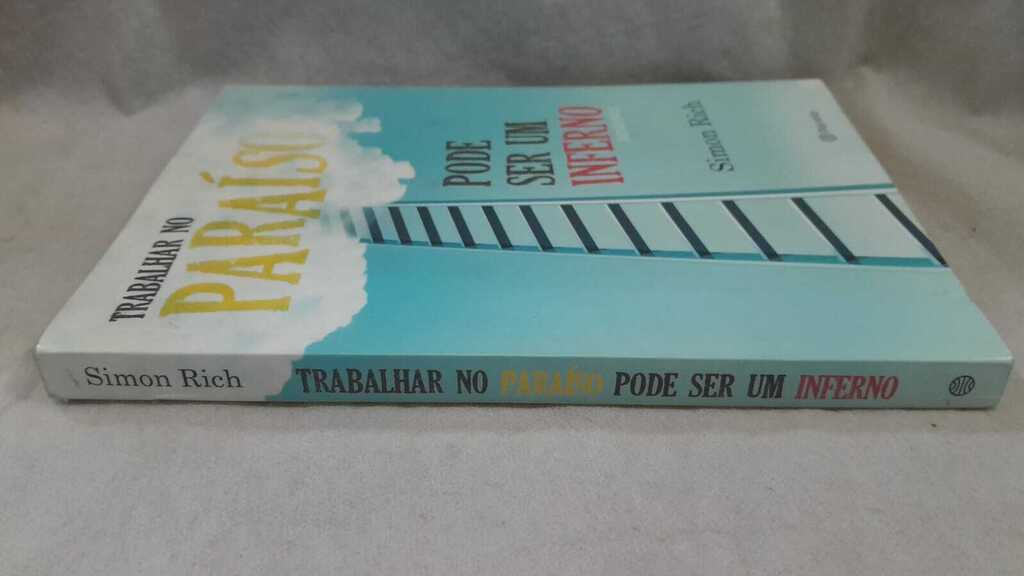 TRABALHAR NO
PARAÍSO
PODE
SER UM
INFERNO
Simon Rich
Simon Rich TRABALHAR NO PARAÍSO PODE SER UM INFERNO